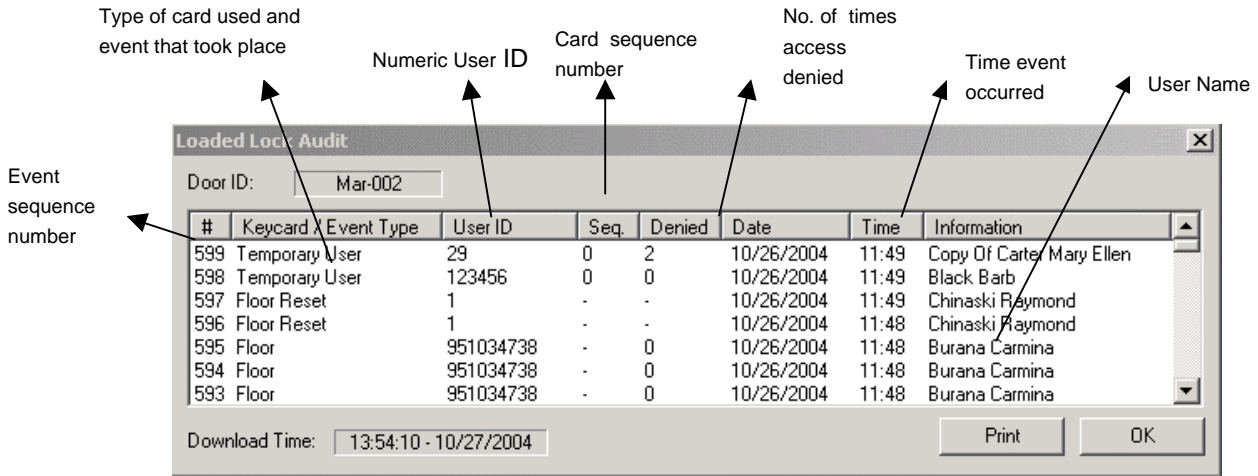 Type of card used and
event that took place
Numeric User ID
Card sequence
number
No. of times
access
denied
Time event
occurred
User Name
Event
sequence
number
Loaded Lock Audit
Door ID: Mar-002
# Keycard / Event Type User ID Seq. Denied Date Time Information
599 Temporary User 29 0 2 10/26/2004 11:49 Copy Of Carter Mary Ellen
598 Temporary User 123456 0 0 10/26/2004 11:49 Black Barb
597 Floor Reset 1 - - 10/26/2004 11:49 Chinaski Raymond
596 Floor Reset 1 - - 10/26/2004 11:48 Chinaski Raymond
595 Floor 951034738 - 0 10/26/2004 11:48 Burana Carmina
594 Floor 951034738 - 0 10/26/2004 11:48 Burana Carmina
593 Floor 951034738 - 0 10/26/2004 11:48 Burana Carmina
Download Time: 13:54:10 - 10/27/2004
Print OK